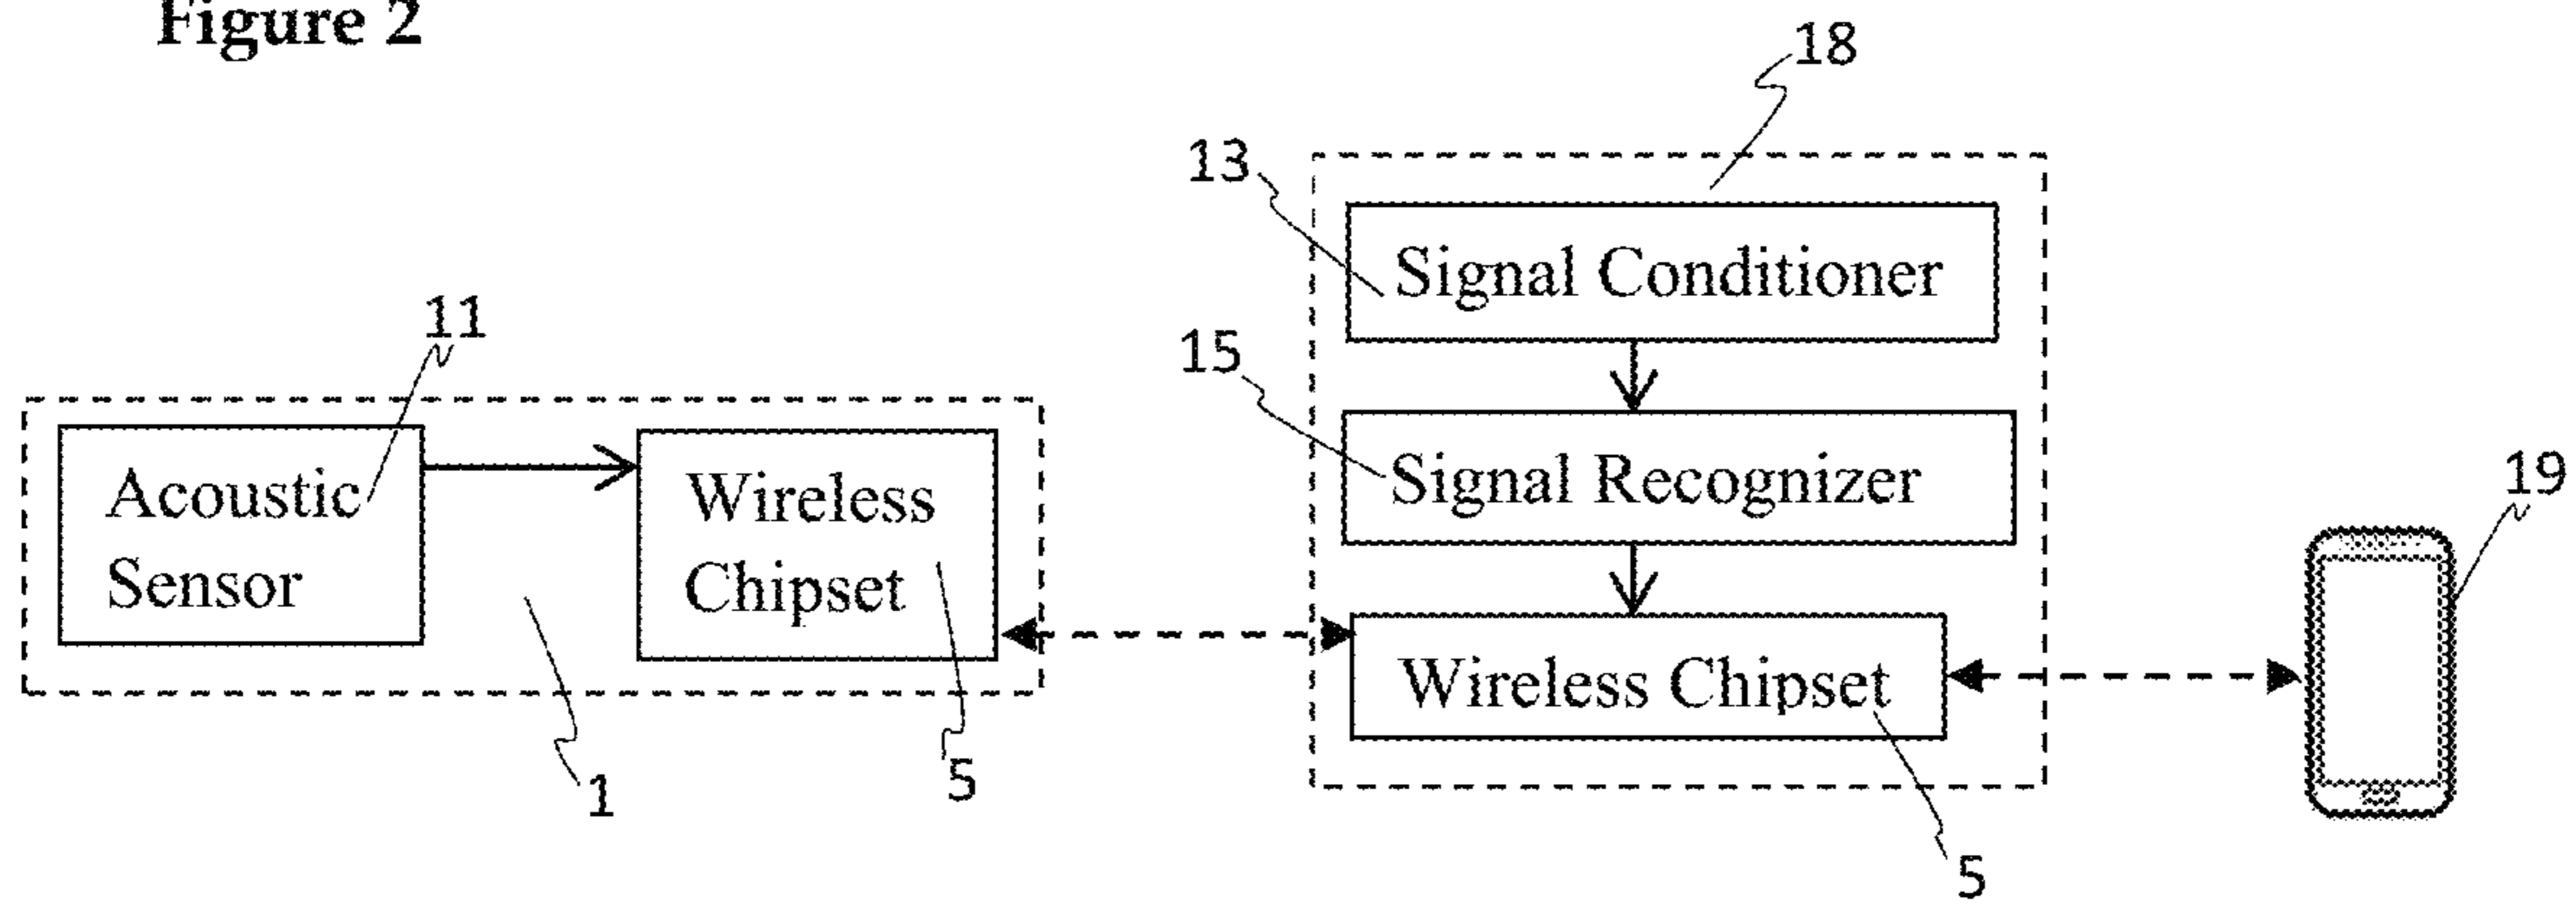 Figure 2
18
13
Signal Conditioner
11
15
Acoustic
Sensor
Wireless
Chipset
Signal Recognizer
19
Wireless Chipset
1
5
5